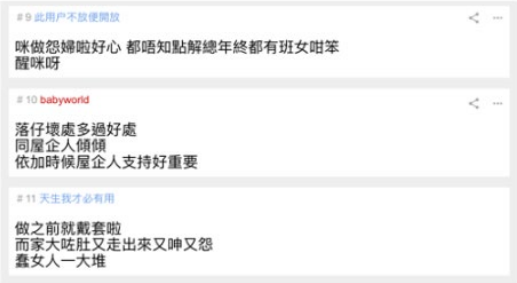 #9 此用户不放便開放
咪做怨婦啦好心 都唔知點解總年終都有班女咁笨
醒咪呀
#10 babyworld
落仔壞處多過好處
同屋企人傾傾
依加時候屋企人支持好重要
#11 天生我才必有用
做之前就戴套啦
而家大咗肚又走出來又呻又怨
蠢女人一大堆